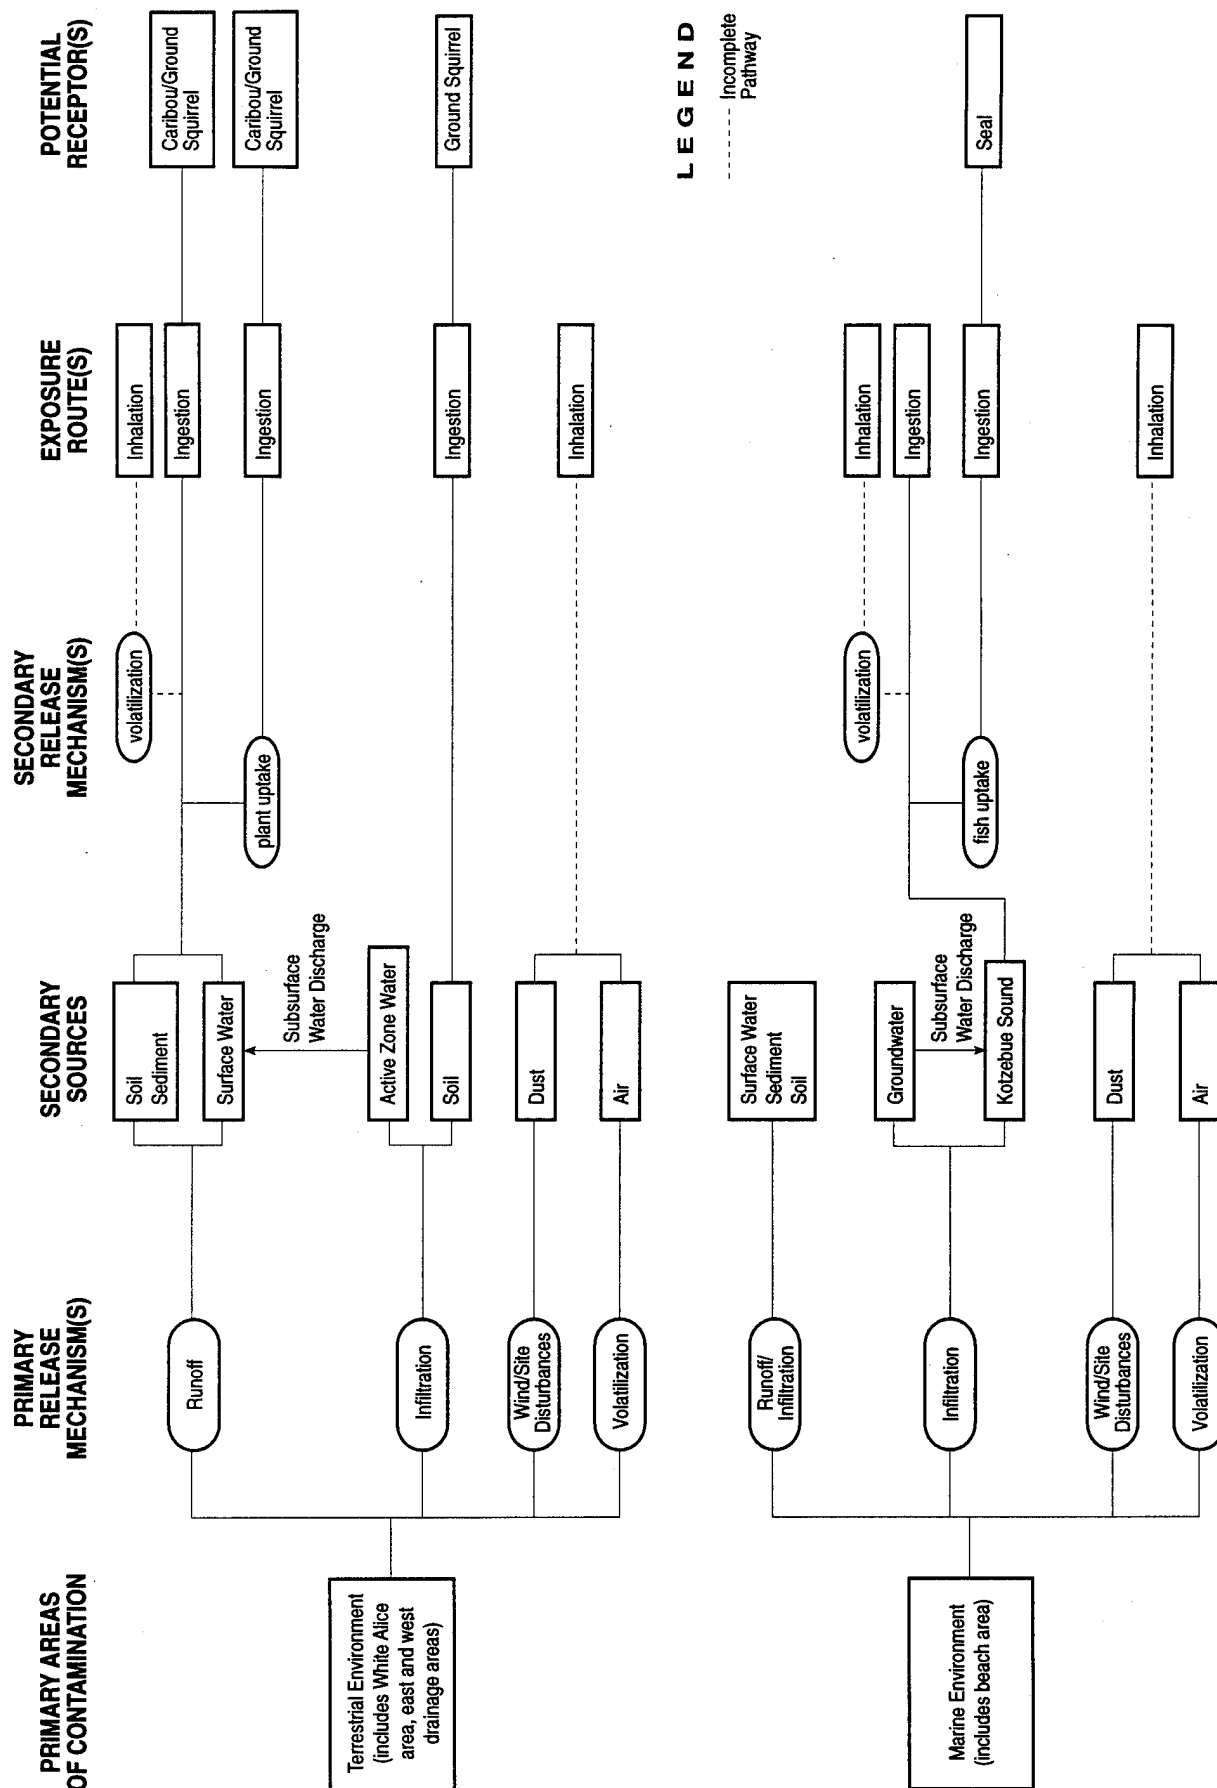 PRIMARY AREAS
OF CONTAMINATION
PRIMARY
RELEASE
MECHANISM(S)
SECONDARY
SOURCES
SECONDARY
RELEASE
MECHANISM(S)
EXPOSURE
ROUTE(S)
POTENTIAL
RECEPTOR(S)
Terrestrial Environment
(includes White Alice
area, east and west
drainage areas)
Runoff
Infiltration
Wind/Site
Disturbances
Volatilization
Soil
Sediment
Surface Water
Subsurface
Water Discharge
Active Zone Water
Soil
Dust
Air
volatilization
plant uptake
Inhalation
Ingestion
Ingestion
Ingestion
Inhalation
Caribou/Ground
Squirrel
Caribou/Ground
Squirrel
Ground Squirrel
LEGEND
Incomplete
Pathway
Marine Environment
(includes beach area)
Runoff/
Infiltration
Infiltration
Wind/Site
Disturbances
Volatilization
Surface Water
Sediment
Soil
Groundwater
Subsurface
Water Discharge
Kotzebue Sound
Dust
Air
volatilization
fish uptake
Inhalation
Ingestion
Ingestion
Inhalation
Seal